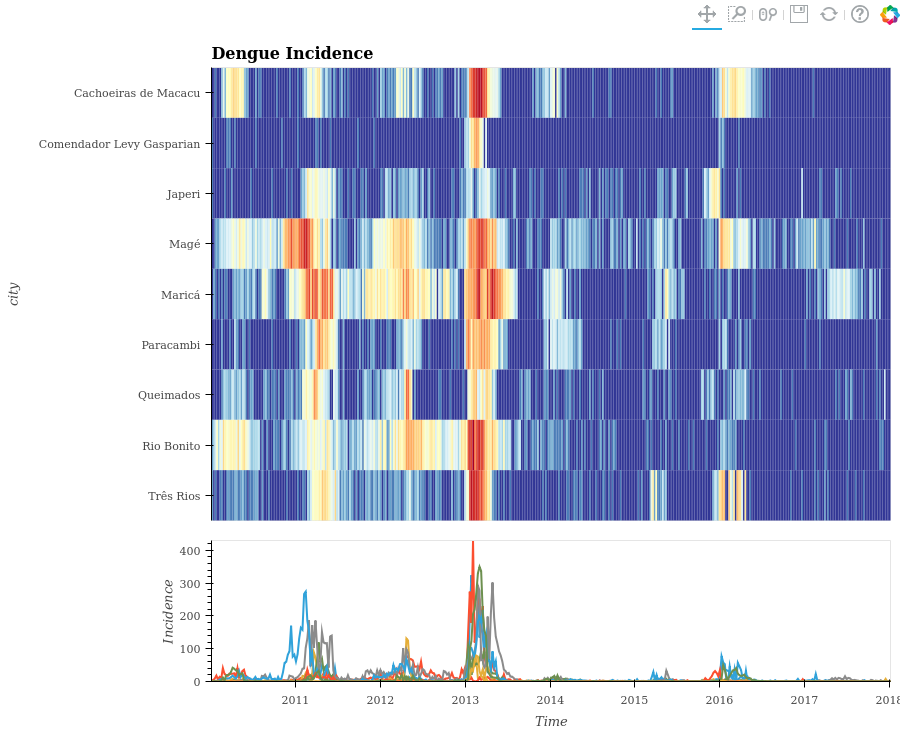 Dengue Incidence
Cachoeiras de Macacu
Comendador Levy Gasparian
Japeri
Magé
Maricá
Paracambi
Queimados
Rio Bonito
Três Rios
city
400
300
200
100
0
Incidence
2011 2012 2013 2014 2015 2016 2017 2018
Time